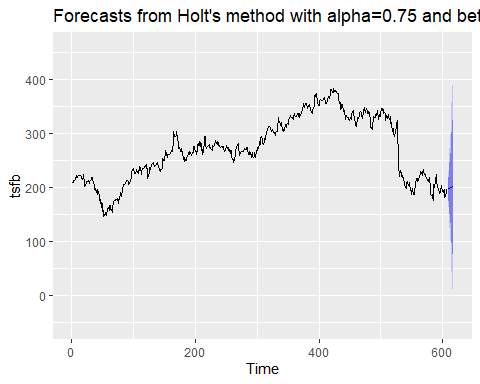 Forecasts from Holt's method with alpha=0.75 and bet
400
300
200
100
0
tsfb
0 200 400 600
Time